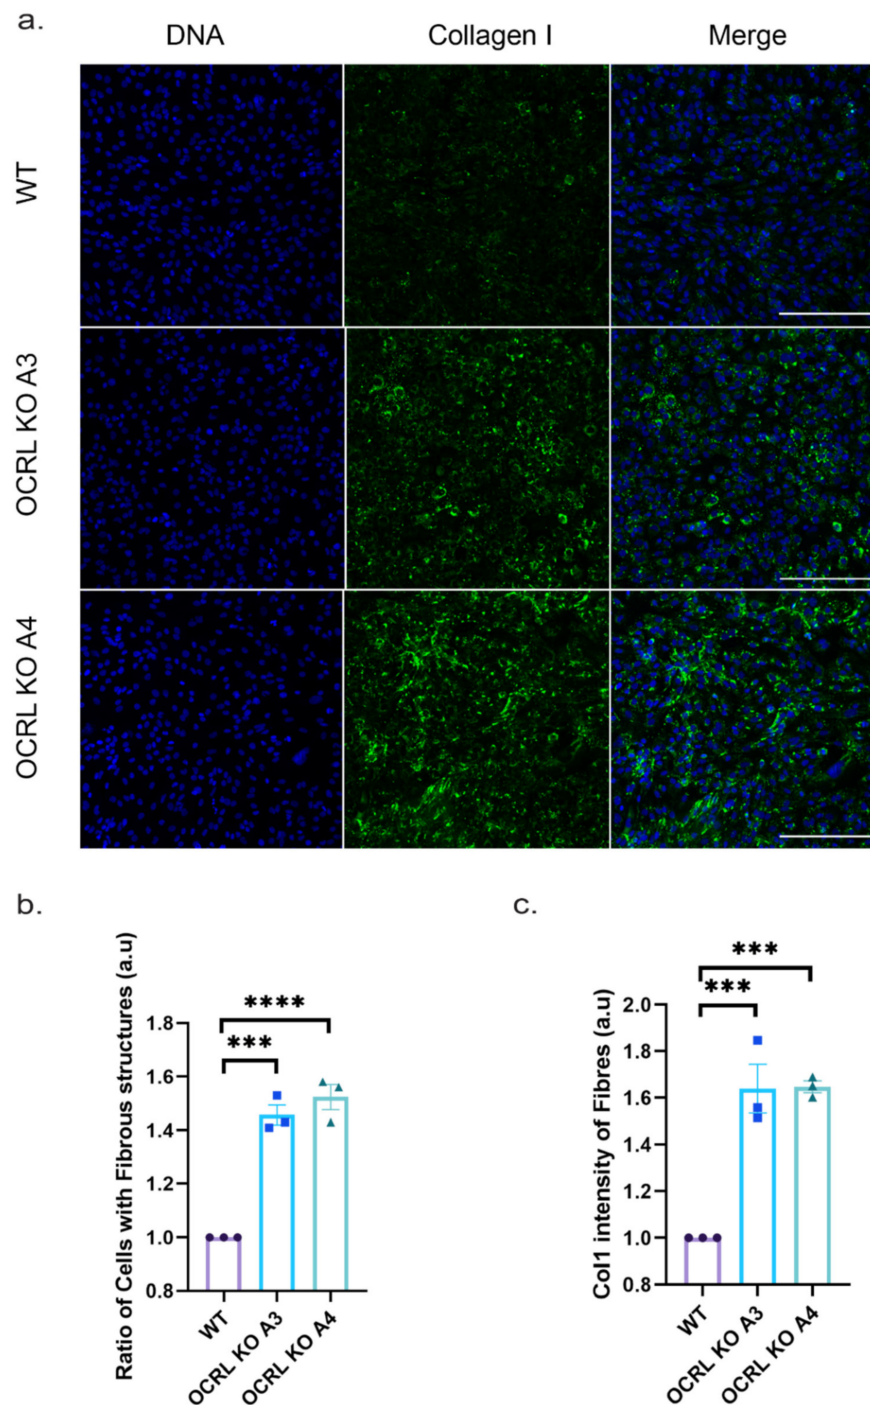 a.
DNA Collagen I Merge
WT
OCRL KO A3
OCRL KO A4
b.
Ratio of Cells with Fibrous structures (a.u)
****
***
1.8
1.6
1.4
1.2
1.0
0.8
WT
OCRL KO A3
OCRL KO A4
c.
Col1 intensity of Fibres (a.u)
***
***
2.0
1.8
1.6
1.4
1.2
1.0
0.8
WT
OCRL KO A3
OCRL KO A4